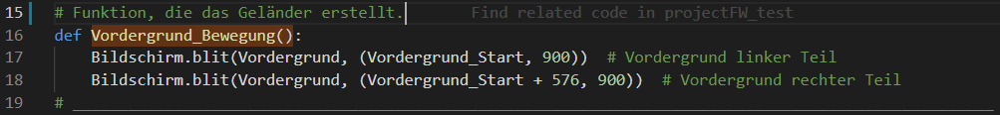 15 # Funktion, die das Geländer erstellt. Find related code in projectFW_test
16 def Vordergrund_Bewegung():
17 Bildschirm.blit(Vordergrund, (Vordergrund_Start, 900)) # Vordergrund linker Teil
18 Bildschirm.blit(Vordergrund, (Vordergrund_Start + 576, 900)) # Vordergrund rechter Teil
19 # ____________________________________________________________________________________________________